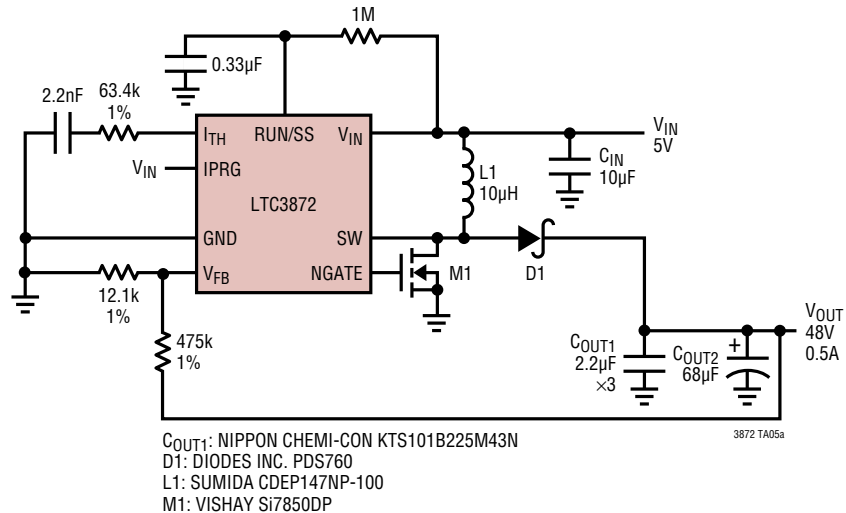 1M
0.33µF
2.2nF
63.4k
1%
ITH
RUN/SS
VIN
VIN
5V
VIN
IPRG
CIN
10µF
L1
10µH
LTC3872
GND
SW
VFB
NGATE
M1
D1
12.1k
1%
475k
1%
VOUT
48V
0.5A
COUT1
2.2µF
×3
+
COUT2
68µF
3872 TA05a
COUT1: NIPPON CHEMI-CON KTS101B225M43N
D1: DIODES INC. PDS760
L1: SUMIDA CDEP147NP-100
M1: VISHAY Si7850DP